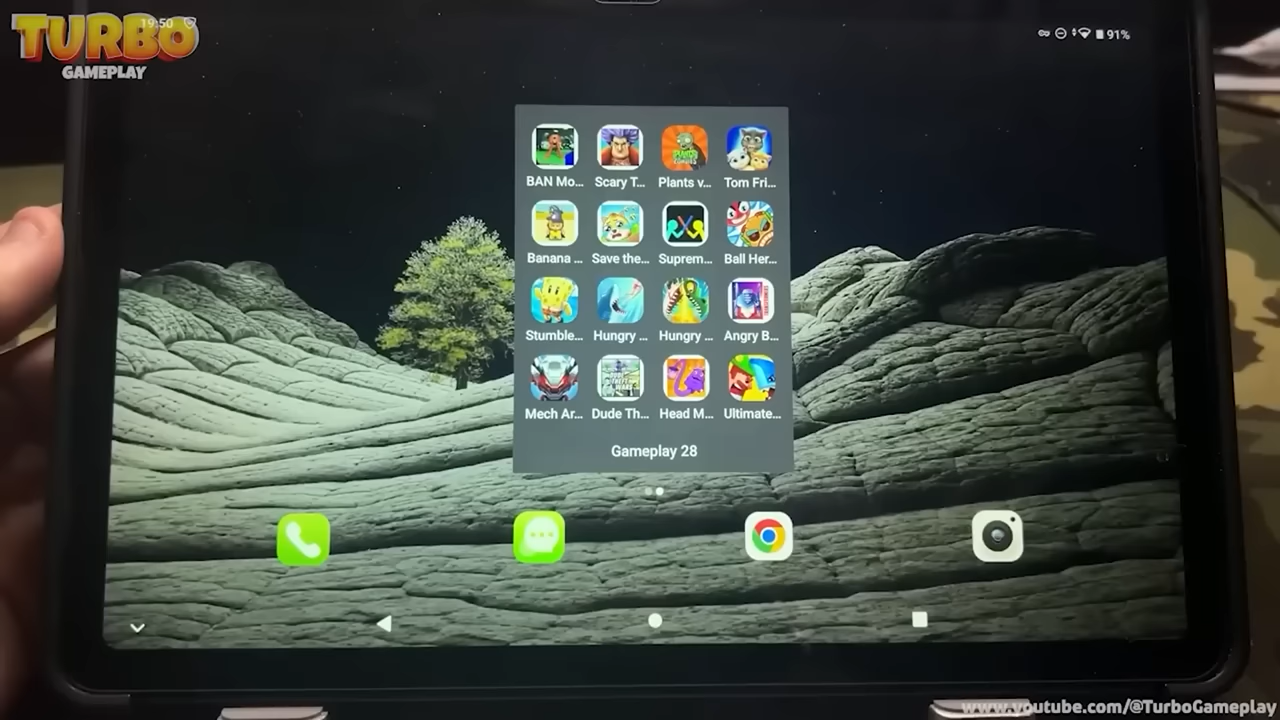 TURBO
GAMEPLAY
19:50
91%
BAN Mo... Scary T... Plants v... Tom Fri...
Banana ... Save the... Suprem... Ball Her...
Stumble... Hungry ... Hungry ... Angry B...
Mech Ar... Dude Th... Head M... Ultimate...
Gameplay 28
www.youtube.com/@TurboGameplay